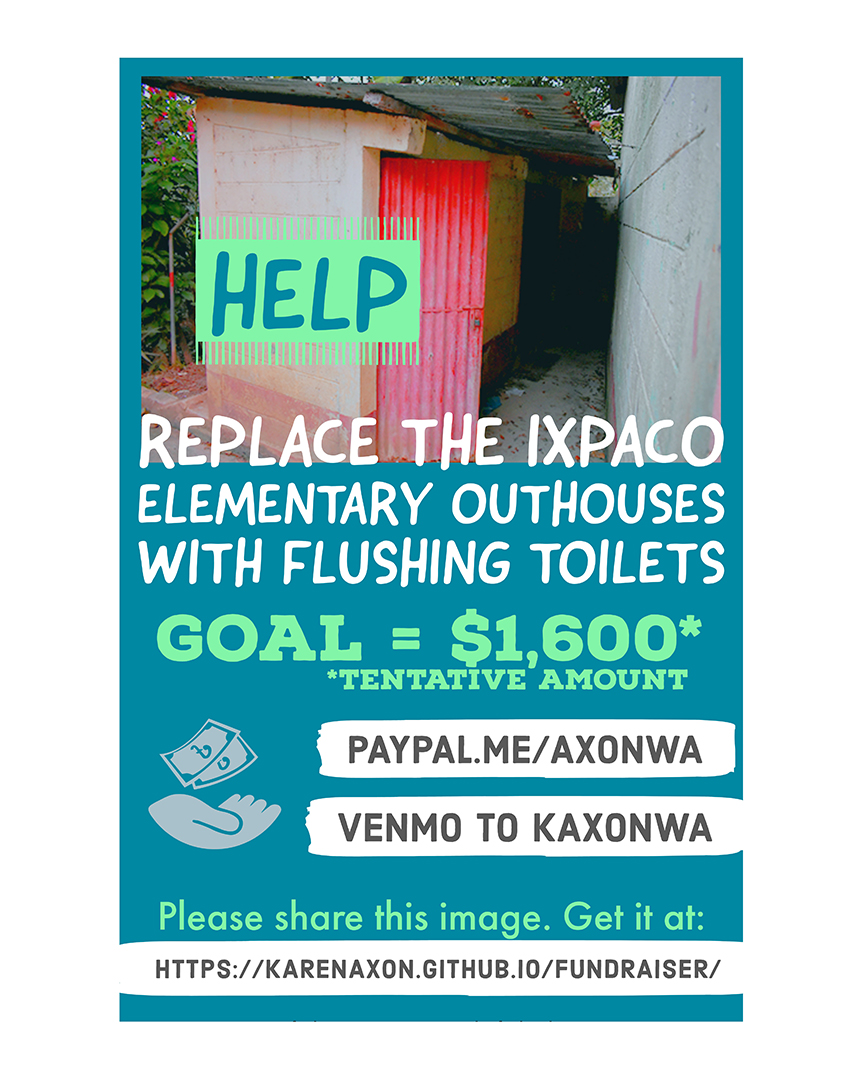 HELP
REPLACE THE IXPACO
ELEMENTARY OUTHOUSES
WITH FLUSHING TOILETS
GOAL = $1,600*
*TENTATIVE AMOUNT
PAYPAL.ME/AXONWA
VENMO TO KAXONWA
Please share this image. Get it at:
HTTPS://KARENAXON.GITHUB.IO/FUNDRAISER/